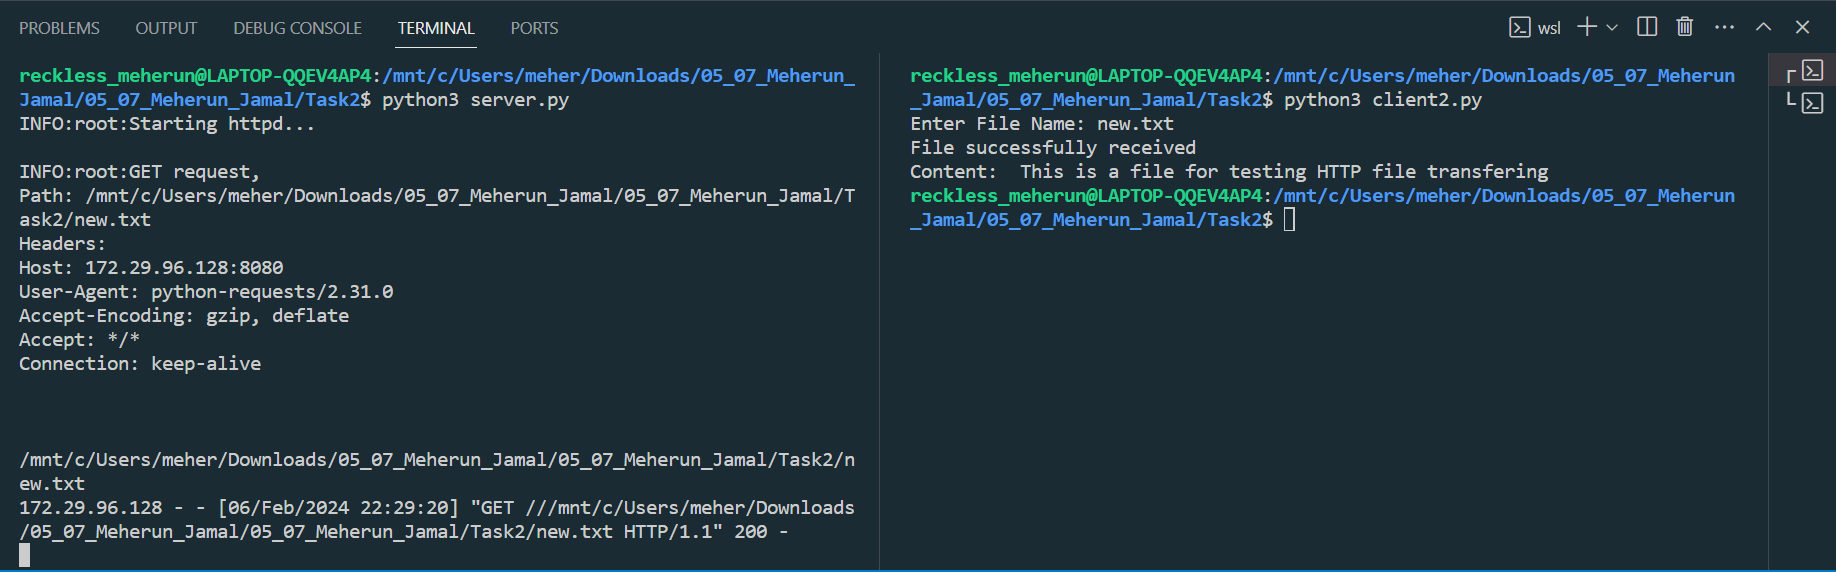 PROBLEMS OUTPUT DEBUG CONSOLE TERMINAL PORTS
wsl
reckless_meherun@LAPTOP-QQEV4AP4:/mnt/c/Users/meher/Downloads/05_07_Meherun_
Jamal/05_07_Meherun_Jamal/Task2$ python3 server.py
INFO:root:Starting httpd...
INFO:root:GET request,
Path: /mnt/c/Users/meher/Downloads/05_07_Meherun_Jamal/05_07_Meherun_Jamal/T
ask2/new.txt
Headers:
Host: 172.29.96.128:8080
User-Agent: python-requests/2.31.0
Accept-Encoding: gzip, deflate
Accept: */*
Connection: keep-alive
/mnt/c/Users/meher/Downloads/05_07_Meherun_Jamal/05_07_Meherun_Jamal/Task2/n
ew.txt
172.29.96.128 - - [06/Feb/2024 22:29:20] "GET ///mnt/c/Users/meher/Downloads
/05_07_Meherun_Jamal/05_07_Meherun_Jamal/Task2/new.txt HTTP/1.1" 200 -
reckless_meherun@LAPTOP-QQEV4AP4:/mnt/c/Users/meher/Downloads/05_07_Meherun
_Jamal/05_07_Meherun_Jamal/Task2$ python3 client2.py
Enter File Name: new.txt
File successfully received
Content:  This is a file for testing HTTP file transfering
reckless_meherun@LAPTOP-QQEV4AP4:/mnt/c/Users/meher/Downloads/05_07_Meherun
_Jamal/05_07_Meherun_Jamal/Task2$